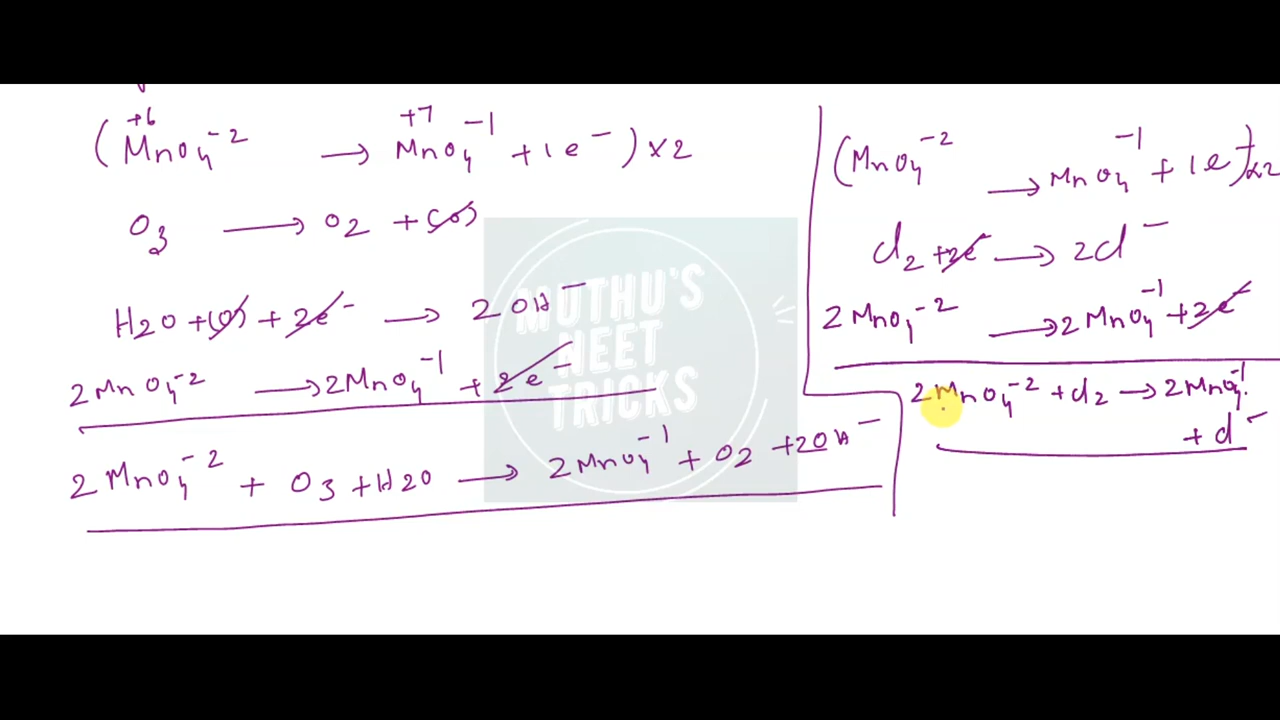 (MnO₄⁻² (+6) ⟶ MnO₄⁻¹ (+7) + 1e⁻) × 2
O₃ ⟶ O₂ + (O)
H₂O + (O) + 2e⁻ ⟶ 2OH⁻
2MnO₄⁻² ⟶ 2MnO₄⁻¹ + 2e⁻
2MnO₄⁻² + O₃ + H₂O ⟶ 2MnO₄⁻¹ + O₂ + 2OH⁻
(MnO₄⁻² ⟶ MnO₄⁻¹ + 1e⁻) × 2
Cl₂ + 2e⁻ ⟶ 2Cl⁻
2MnO₄⁻² ⟶ 2MnO₄⁻¹ + 2e⁻
2MnO₄⁻² + Cl₂ ⟶ 2MnO₄⁻¹
+ Cl⁻
MUTHU'S
NEET
TRICKS